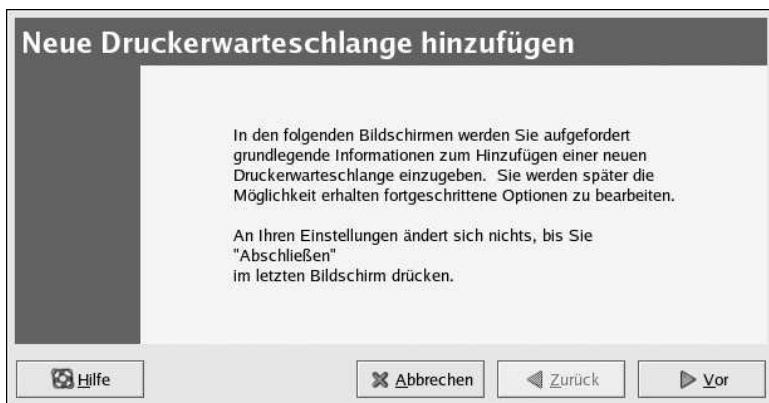 Neue Druckerwarteschlange hinzufügen
In den folgenden Bildschirmen werden Sie aufgefordert
grundlegende Informationen zum Hinzufügen einer neuen
Druckerwarteschlange einzugeben.  Sie werden später die
Möglichkeit erhalten fortgeschrittene Optionen zu bearbeiten.
An Ihren Einstellungen ändert sich nichts, bis Sie
"Abschließen"
im letzten Bildschirm drücken.
Hilfe Abbrechen Zurück Vor